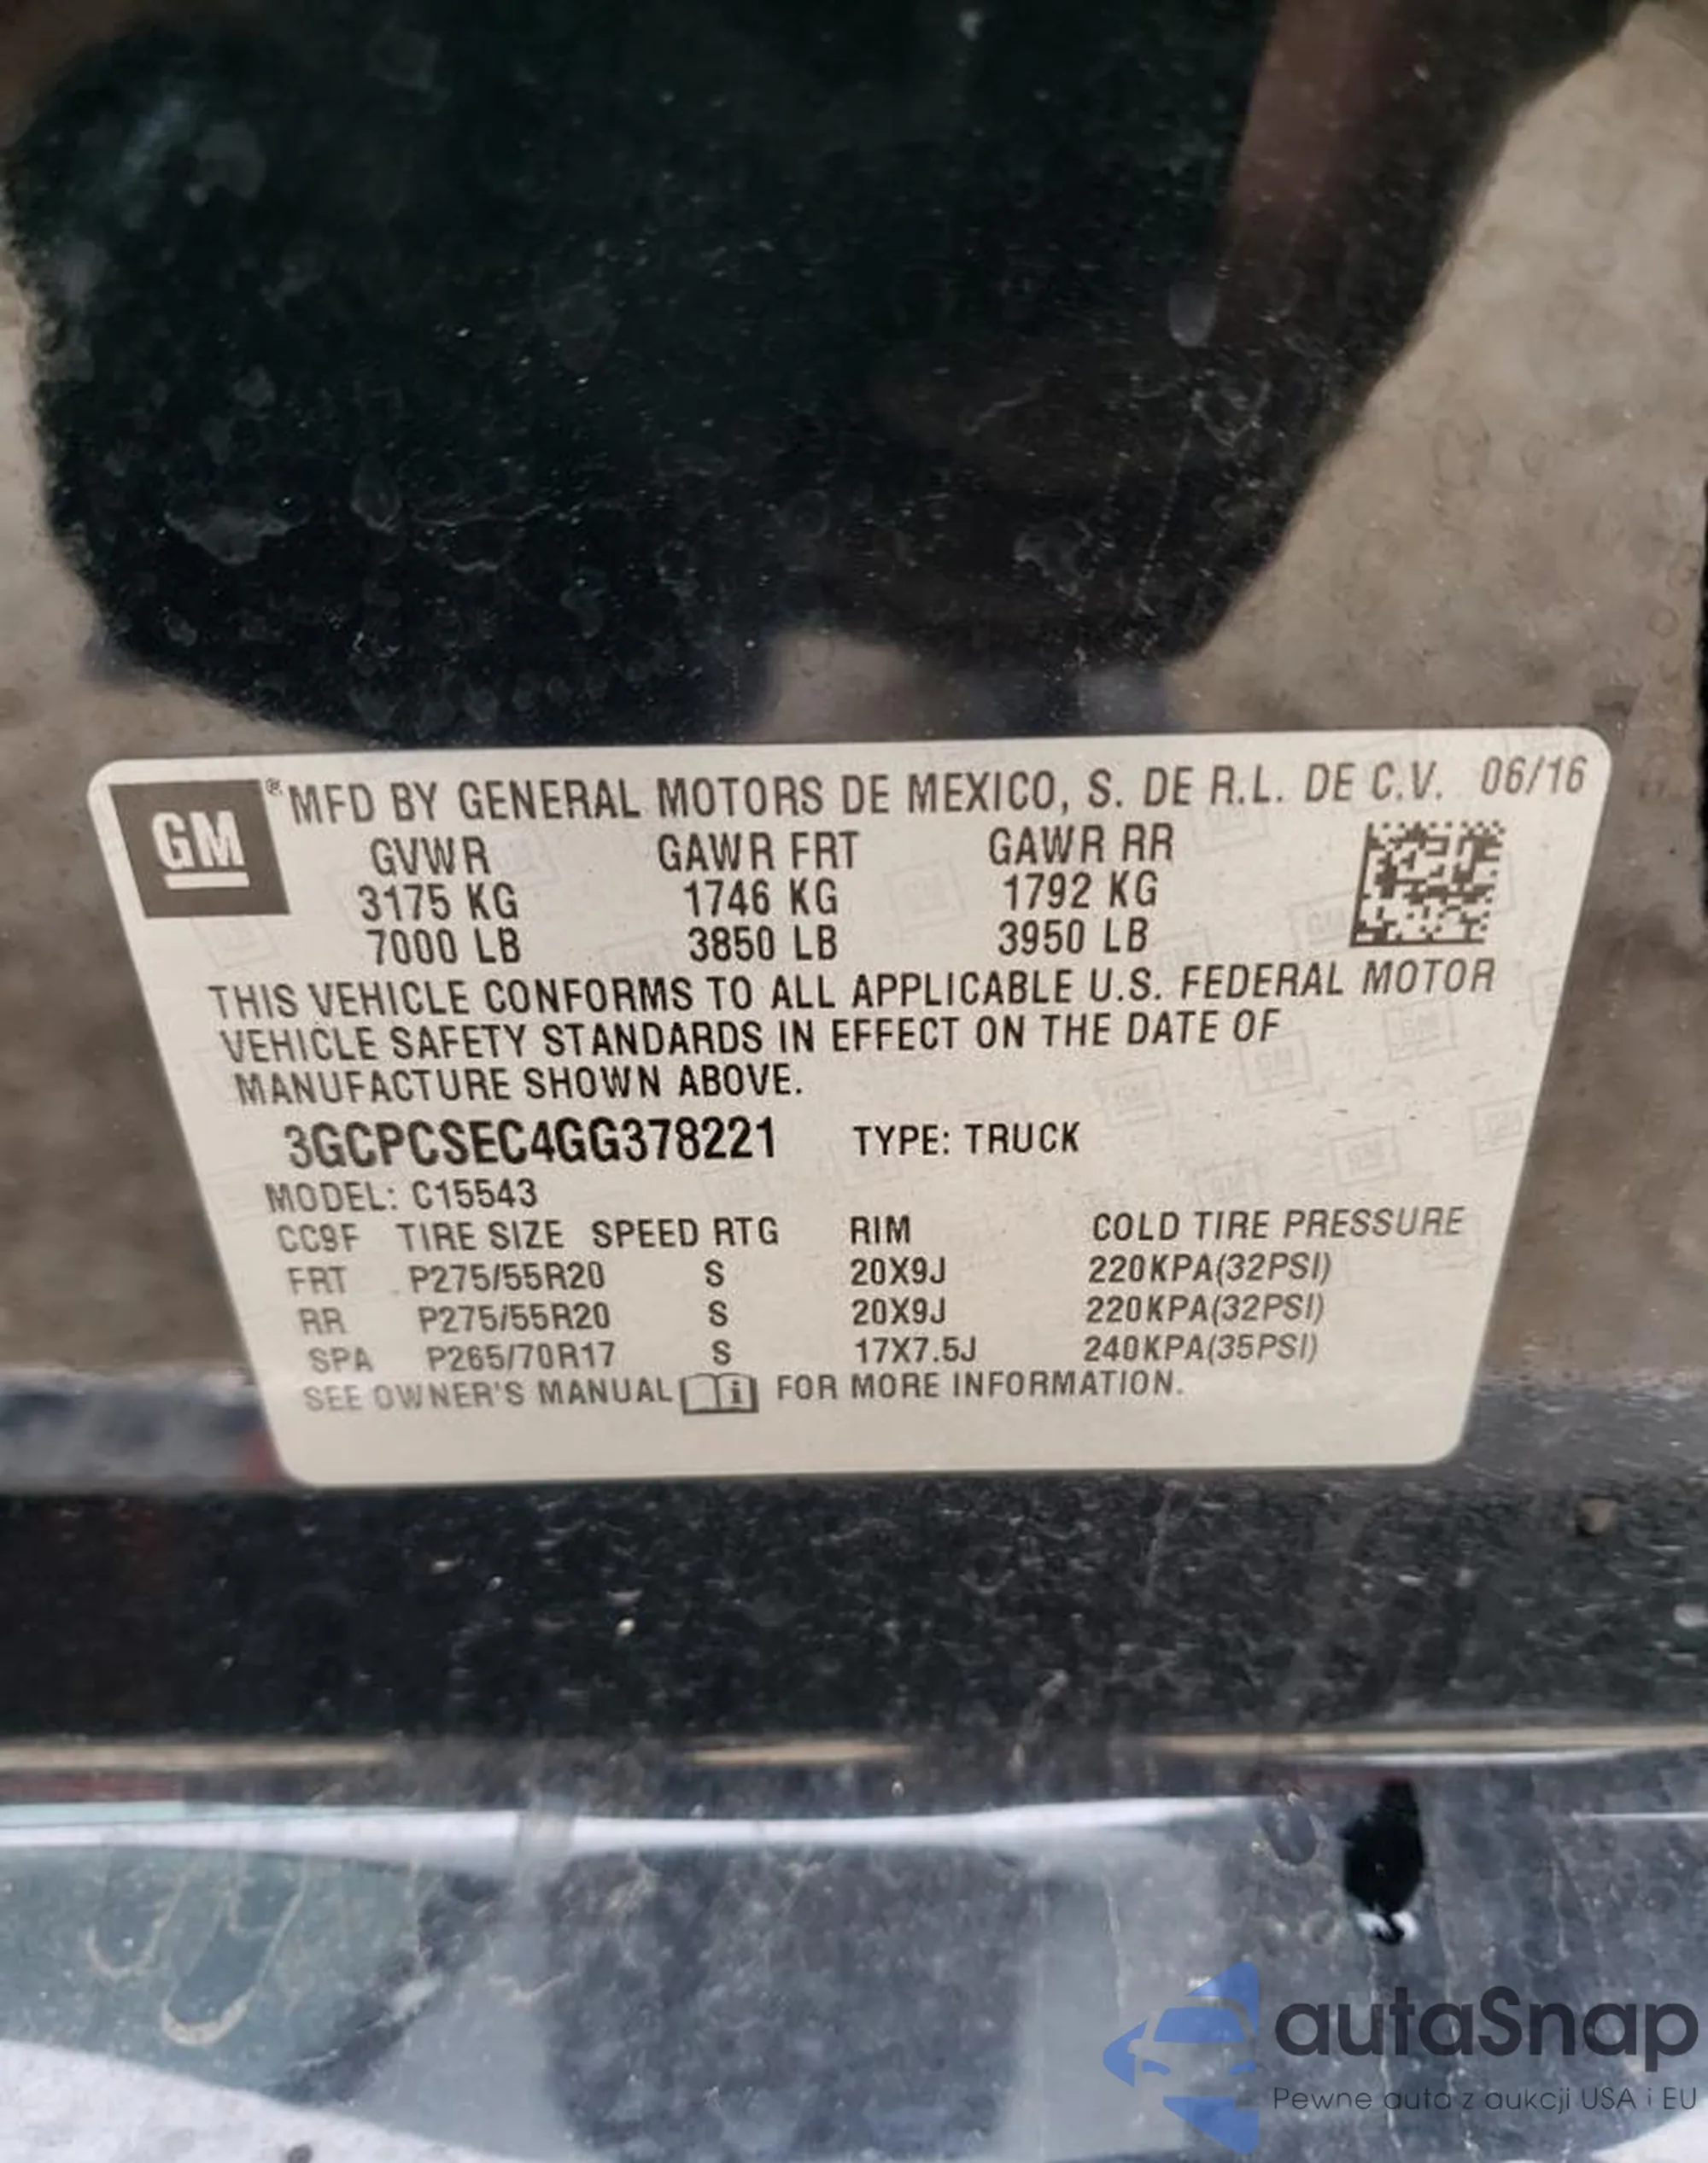 GM ® MFD BY GENERAL MOTORS DE MEXICO, S. DE R.L. DE C.V. 06/16
GVWR GAWR FRT GAWR RR
3175 KG 1746 KG 1792 KG
7000 LB 3850 LB 3950 LB
THIS VEHICLE CONFORMS TO ALL APPLICABLE U.S. FEDERAL MOTOR
VEHICLE SAFETY STANDARDS IN EFFECT ON THE DATE OF
MANUFACTURE SHOWN ABOVE.
3GCPCSEC4GG378221 TYPE: TRUCK
MODEL: C15543
CC9F TIRE SIZE SPEED RTG RIM COLD TIRE PRESSURE
FRT P275/55R20 S 20X9J 220KPA(32PSI)
RR P275/55R20 S 20X9J 220KPA(32PSI)
SPA P265/70R17 S 17X7.5J 240KPA(35PSI)
SEE OWNER'S MANUAL i FOR MORE INFORMATION.
autaSnap
Pewne auta z aukcji USA i EU